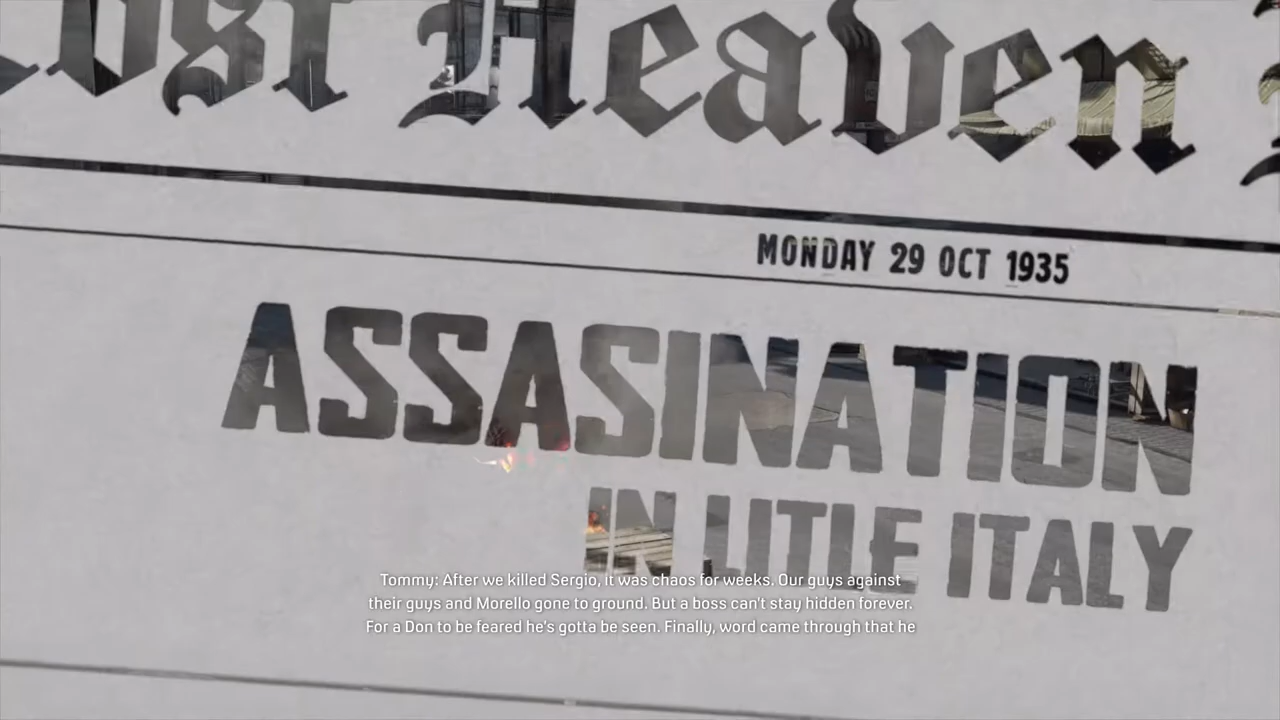 Lost Heaven
MONDAY 29 OCT 1935
ASSASINATION
IN LITTLE ITALY
Tommy: After we killed Sergio, it was chaos for weeks. Our guys against
their guys and Morello gone to ground. But a boss can't stay hidden forever.
For a Don to be feared he's gotta be seen. Finally, word came through that he